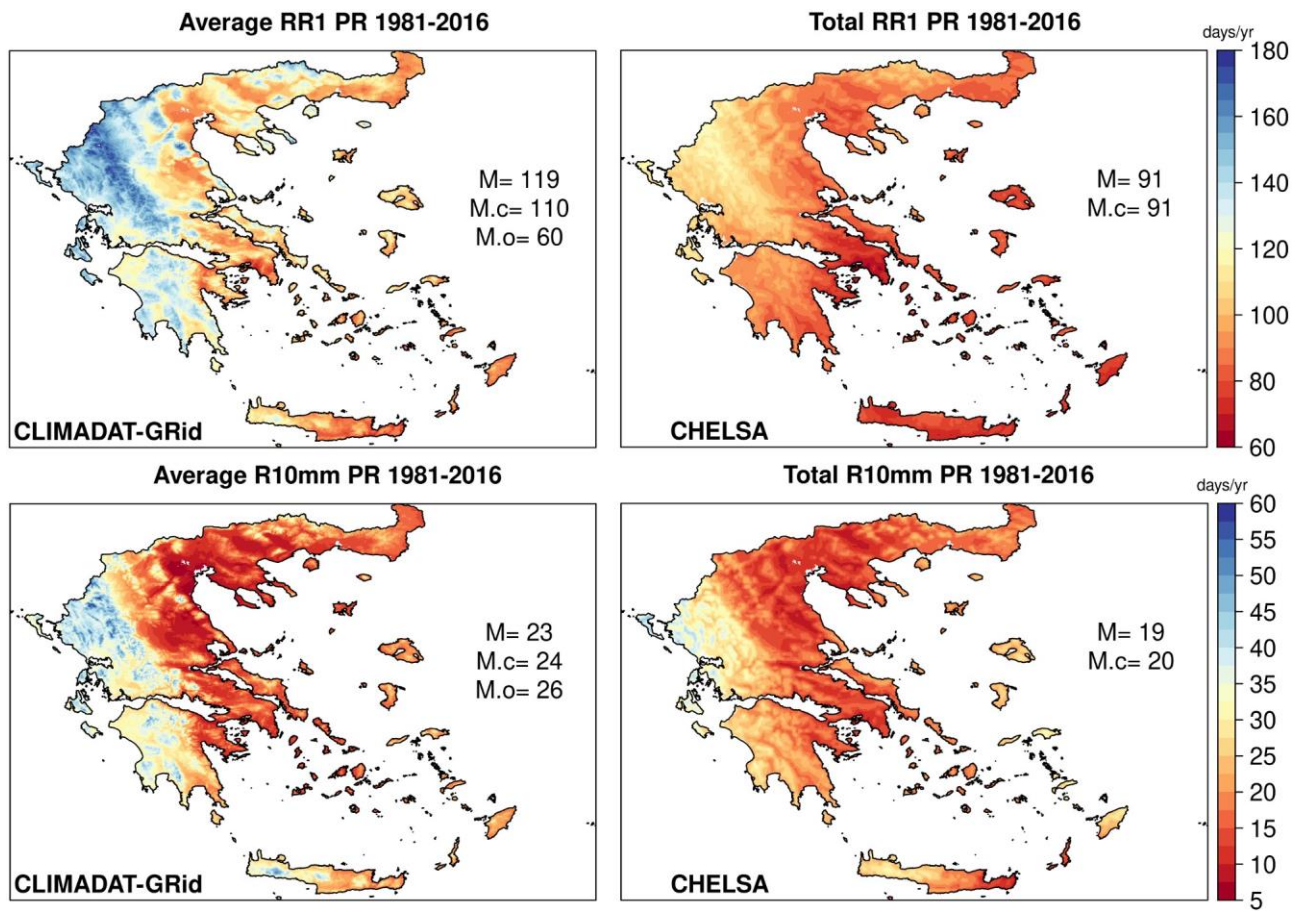 Average RR1 PR 1981-2016
Total RR1 PR 1981-2016
days/yr
180
160
140
120
100
80
60
M= 119
M.c= 110
M.o= 60
CLIMADAT-GRid
M= 91
M.c= 91
CHELSA
Average R10mm PR 1981-2016
Total R10mm PR 1981-2016
days/yr
60
55
50
45
40
35
30
25
20
15
10
5
M= 23
M.c= 24
M.o= 26
CLIMADAT-GRid
M= 19
M.c= 20
CHELSA